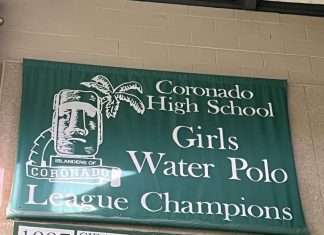 Coronado
High School
Girls
Water Polo
ISLANDERS OF
CORONADO
League Champions